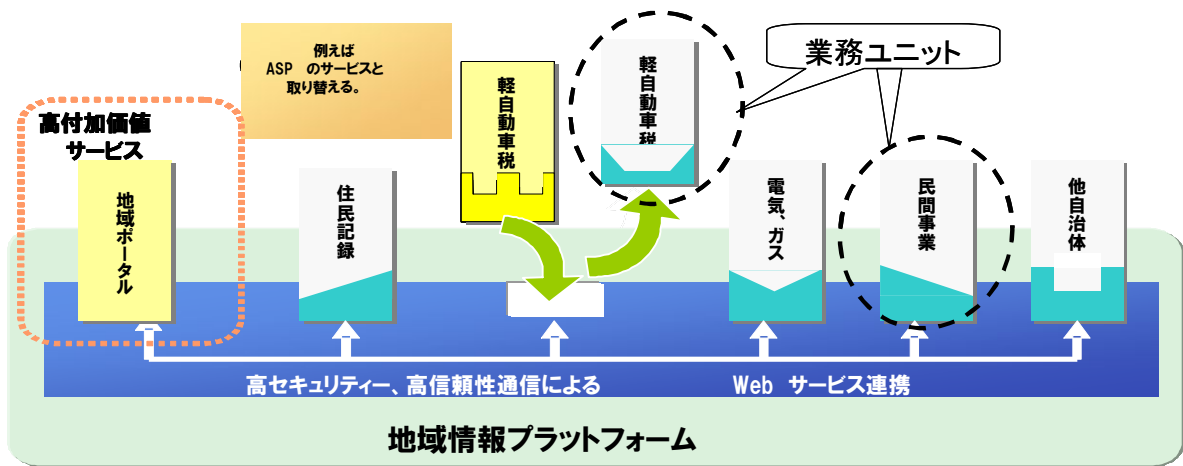 例えば
ASP のサービスと
取り替える。
業務ユニット
高付加価値
サービス
軽自動車税
軽自動車税
地域ポータル
住民記録
電気、ガス
民間事業
他自治体
高セキュリティー、高信頼性通信による
Web サービス連携
地域情報プラットフォーム